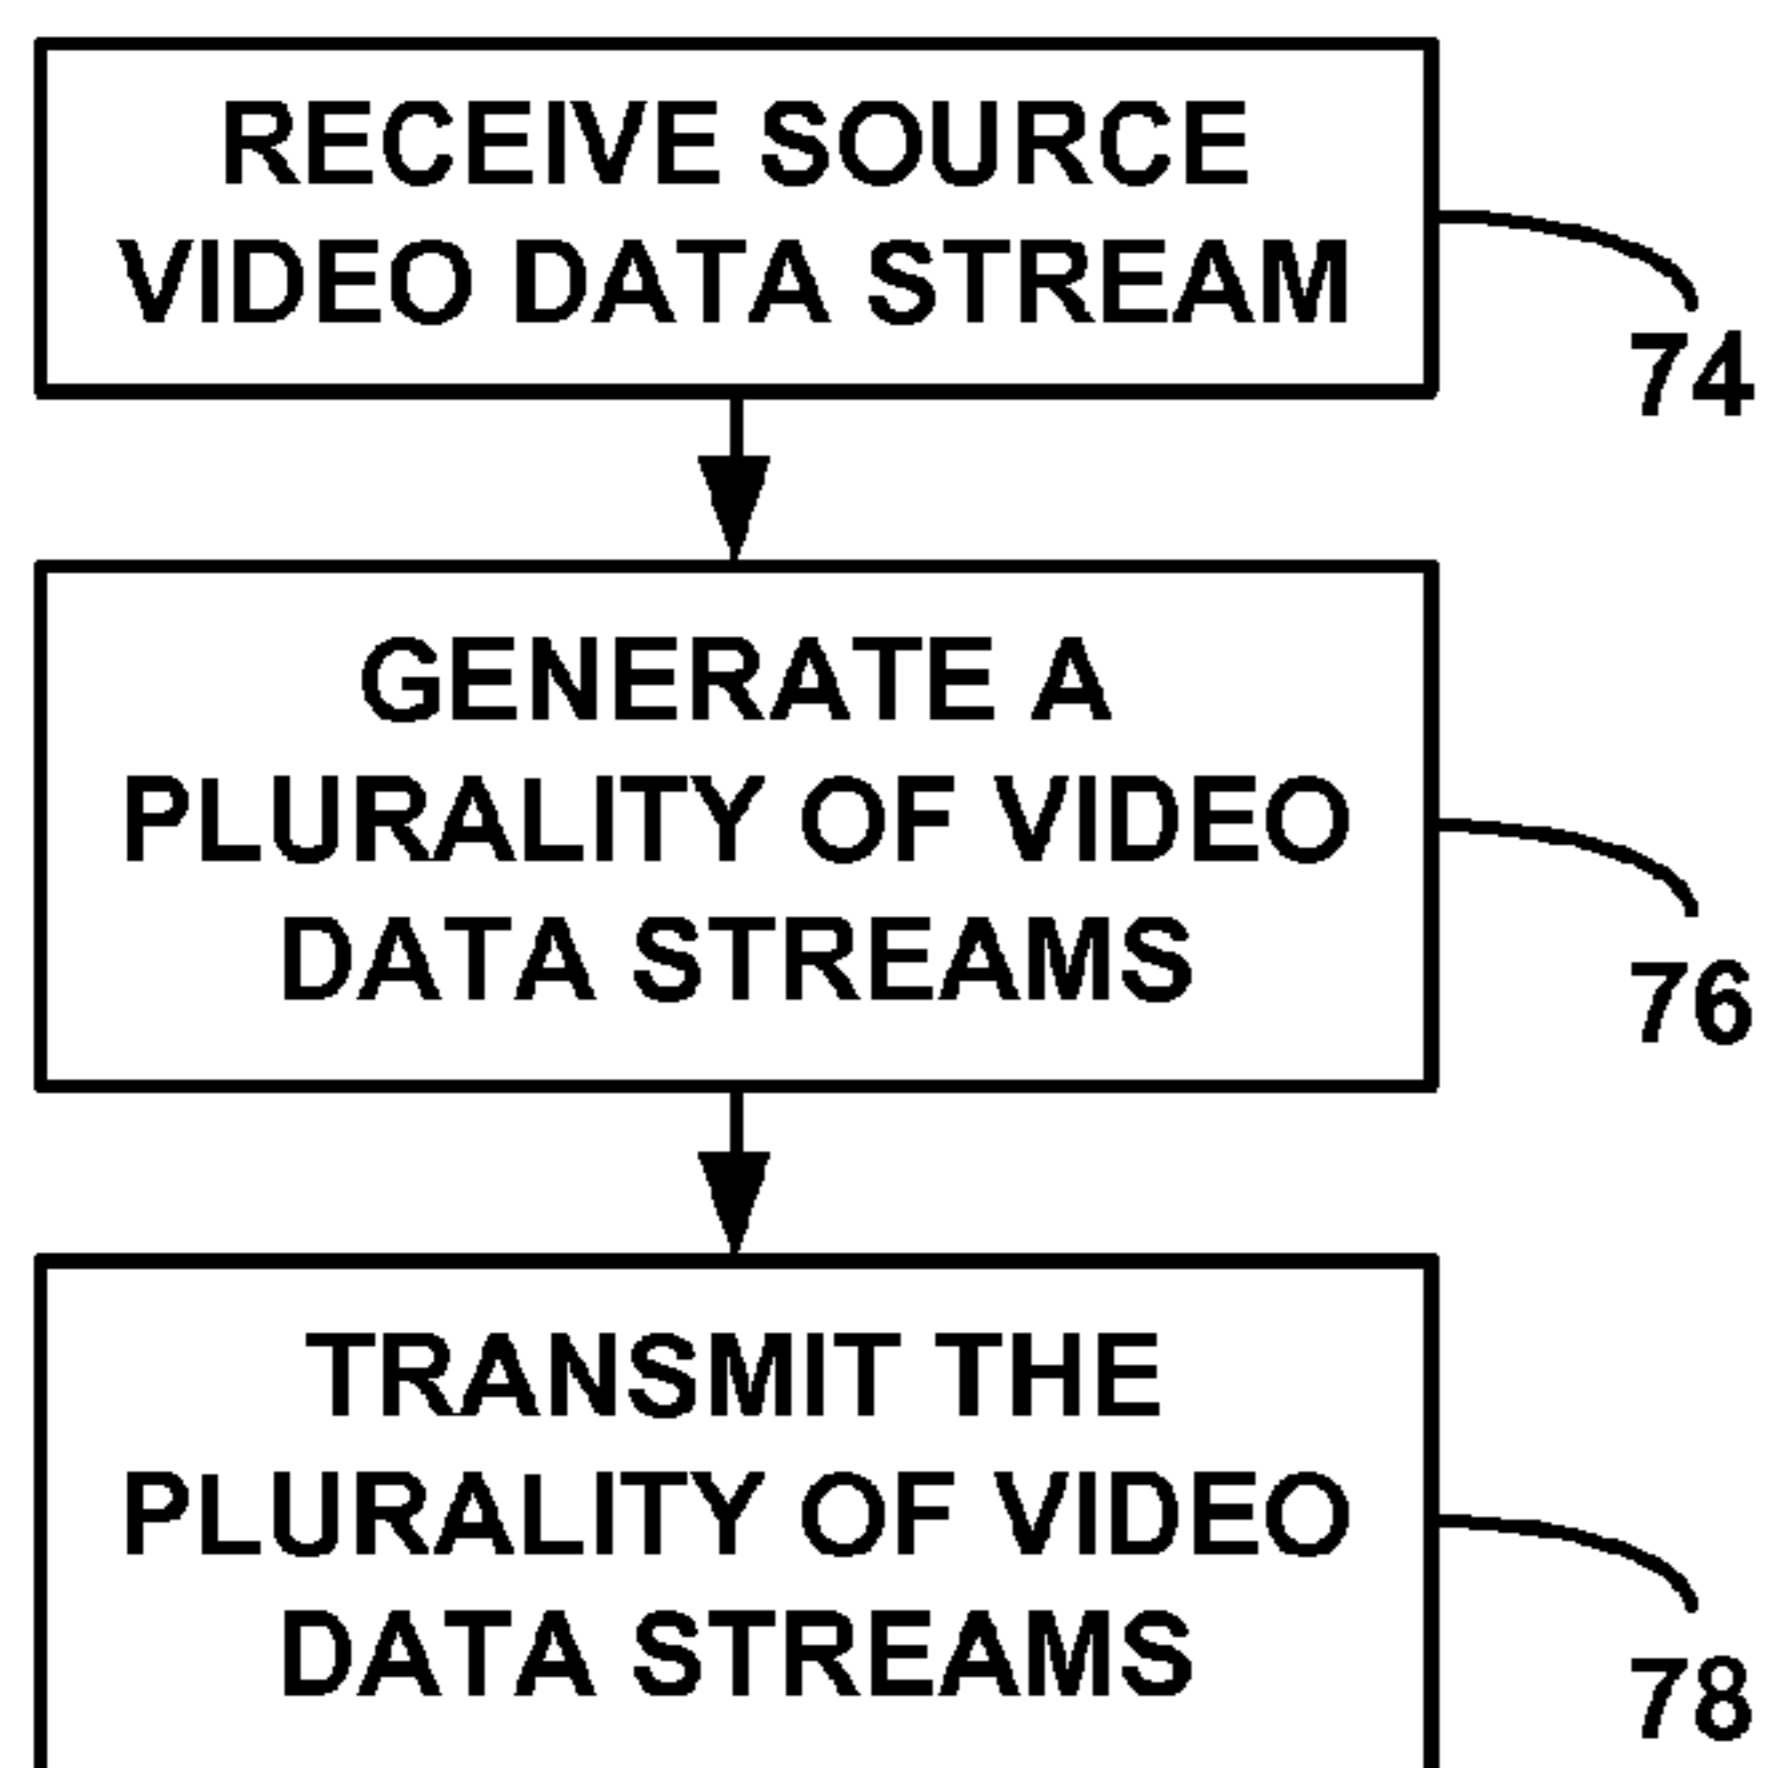 RECEIVE SOURCE
VIDEO DATA STREAM
74
GENERATE A
PLURALITY OF VIDEO
DATA STREAMS
76
TRANSMIT THE
PLURALITY OF VIDEO
DATA STREAMS
78